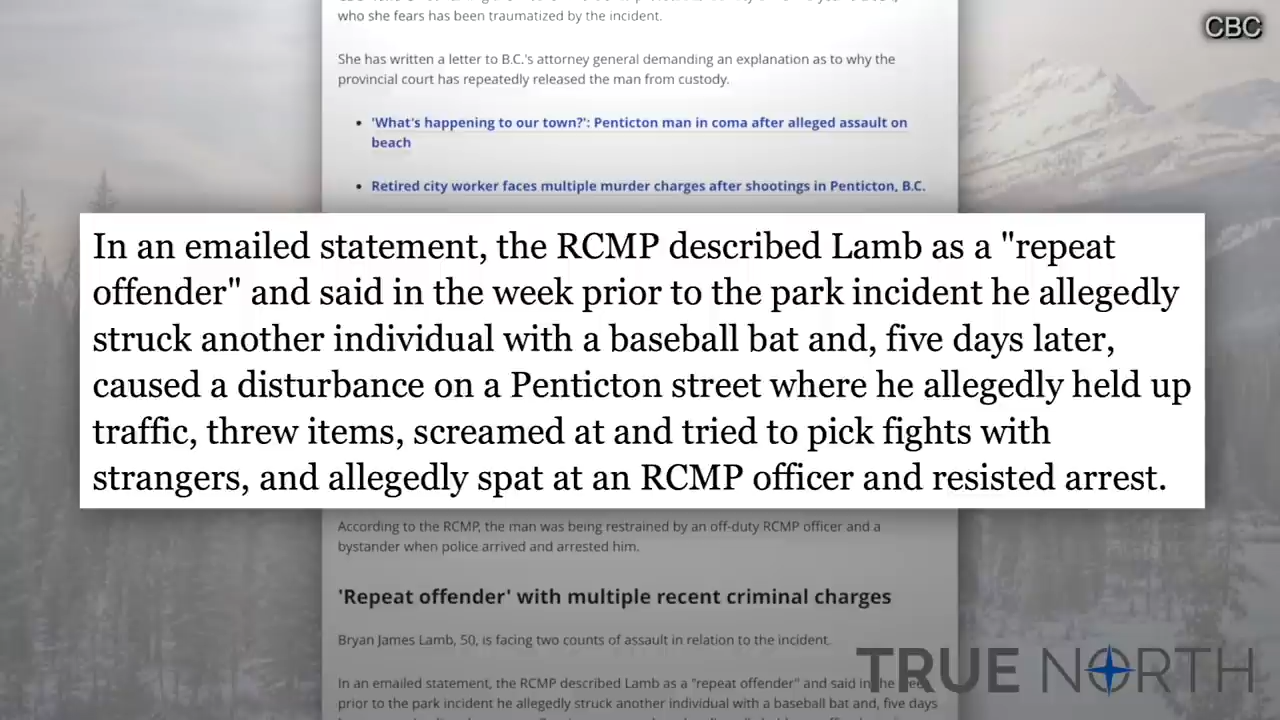 CBC
who she fears has been traumatized by the incident.
She has written a letter to B.C.'s attorney general demanding an explanation as to why the
provincial court has repeatedly released the man from custody.
• 'What's happening to our town?': Penticton man in coma after alleged assault on
beach
• Retired city worker faces multiple murder charges after shootings in Penticton, B.C.
In an emailed statement, the RCMP described Lamb as a "repeat
offender" and said in the week prior to the park incident he allegedly
struck another individual with a baseball bat and, five days later,
caused a disturbance on a Penticton street where he allegedly held up
traffic, threw items, screamed at and tried to pick fights with
strangers, and allegedly spat at an RCMP officer and resisted arrest.
According to the RCMP, the man was being restrained by an off-duty RCMP officer and a
bystander when police arrived and arrested him.
'Repeat offender' with multiple recent criminal charges
Bryan James Lamb, 50, is facing two counts of assault in relation to the incident.
In an emailed statement, the RCMP described Lamb as a "repeat offender" and said in the
prior to the park incident he allegedly struck another individual with a baseball bat and, five days
TRUE NORTH